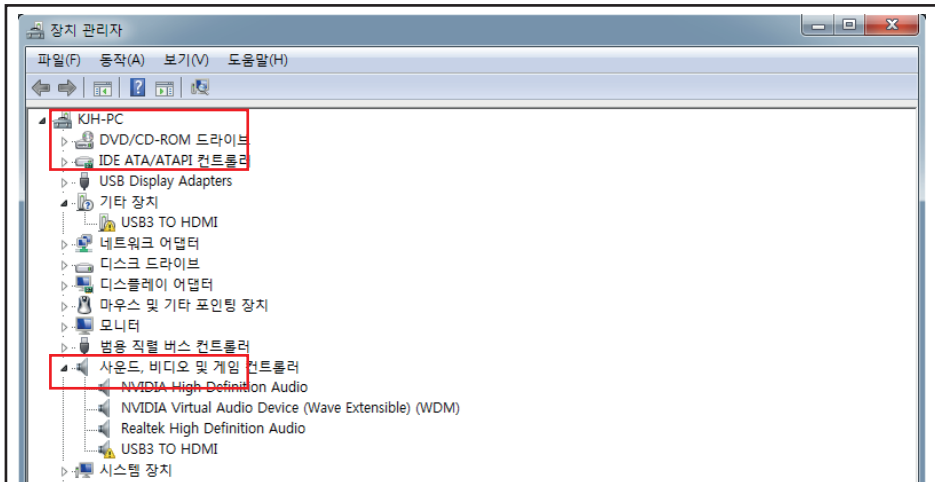 장치 관리자
파일(F) 동작(A) 보기(V) 도움말(H)
KJH-PC
DVD/CD-ROM 드라이브
IDE ATA/ATAPI 컨트롤러
USB Display Adapters
기타 장치
USB3 TO HDMI
네트워크 어댑터
디스크 드라이브
디스플레이 어댑터
마우스 및 기타 포인팅 장치
모니터
범용 직렬 버스 컨트롤러
사운드, 비디오 및 게임 컨트롤러
NVIDIA High Definition Audio
NVIDIA Virtual Audio Device (Wave Extensible) (WDM)
Realtek High Definition Audio
USB3 TO HDMI
시스템 장치